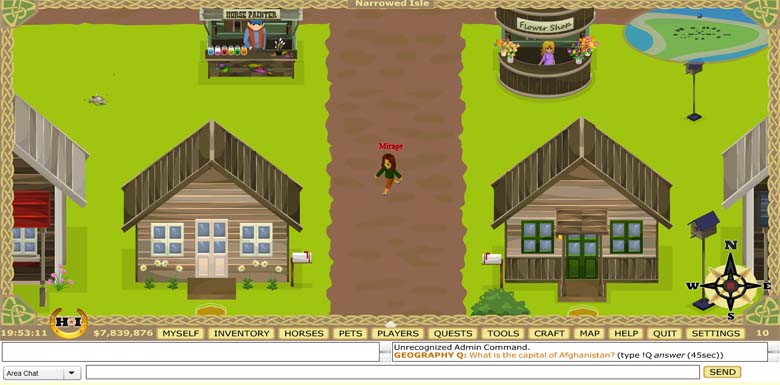 Narrowed Isle
HORSE PAINTER
Flower Shop
Mirage
N
W E
S
19:53:11 HI $7,839,876 MYSELF INVENTORY HORSES PETS PLAYERS QUESTS TOOLS CRAFT MAP HELP QUIT SETTINGS 10
Unrecognized Admin Command.
GEOGRAPHY Q: What is the capital of Afghanistan? (type !Q answer (45sec))
Area Chat SEND